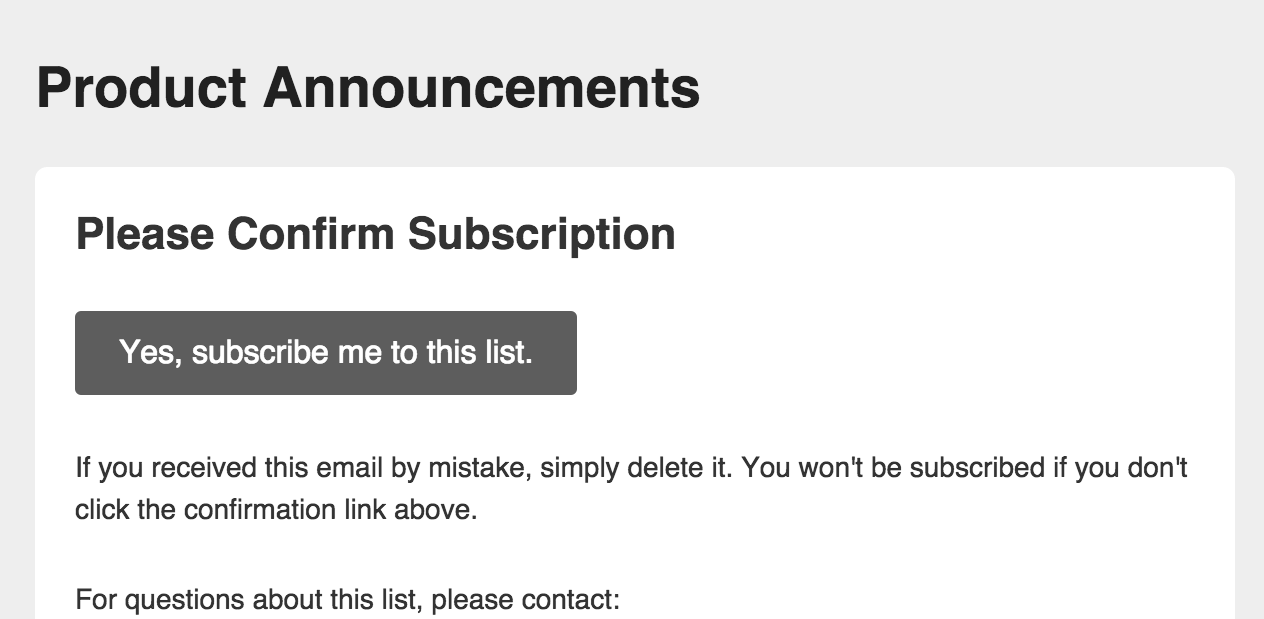 Product Announcements
Please Confirm Subscription
Yes, subscribe me to this list.
If you received this email by mistake, simply delete it. You won't be subscribed if you don't
click the confirmation link above.
For questions about this list, please contact: